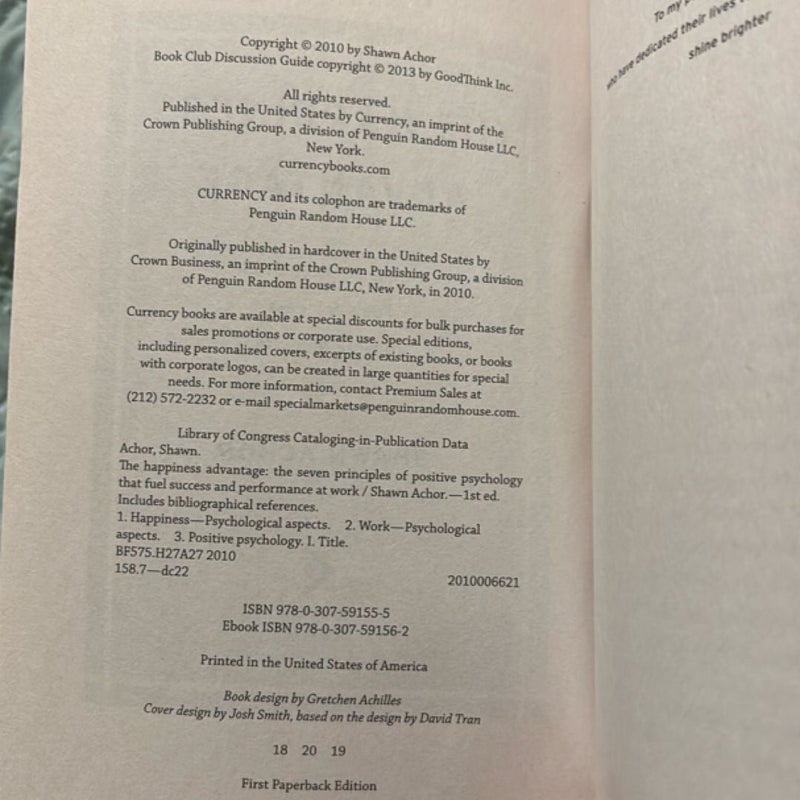 Copyright © 2010 by Shawn Achor
Book Club Discussion Guide copyright © 2013 by GoodThink Inc.
All rights reserved.
Published in the United States by Currency, an imprint of the
Crown Publishing Group, a division of Penguin Random House LLC,
New York.
currencybooks.com
CURRENCY and its colophon are trademarks of
Penguin Random House LLC.
Originally published in hardcover in the United States by
Crown Business, an imprint of the Crown Publishing Group, a division
of Penguin Random House LLC, New York, in 2010.
Currency books are available at special discounts for bulk purchases for
sales promotions or corporate use. Special editions,
including personalized covers, excerpts of existing books, or books
with corporate logos, can be created in large quantities for special
needs. For more information, contact Premium Sales at
(212) 572-2232 or e-mail specialmarkets@penguinrandomhouse.com.
Library of Congress Cataloging-in-Publication Data
Achor, Shawn.
The happiness advantage: the seven principles of positive psychology
that fuel success and performance at work / Shawn Achor.—1st ed.
Includes bibliographical references.
1. Happiness—Psychological aspects. 2. Work—Psychological
aspects. 3. Positive psychology. I. Title.
BF575.H27A27 2010
158.7—dc22 2010006621
ISBN 978-0-307-59155-5
Ebook ISBN 978-0-307-59156-2
Printed in the United States of America
Book design by Gretchen Achilles
Cover design by Josh Smith, based on the design by David Tran
18 20 19
First Paperback Edition
To my
who have dedicated their lives
shine brighter